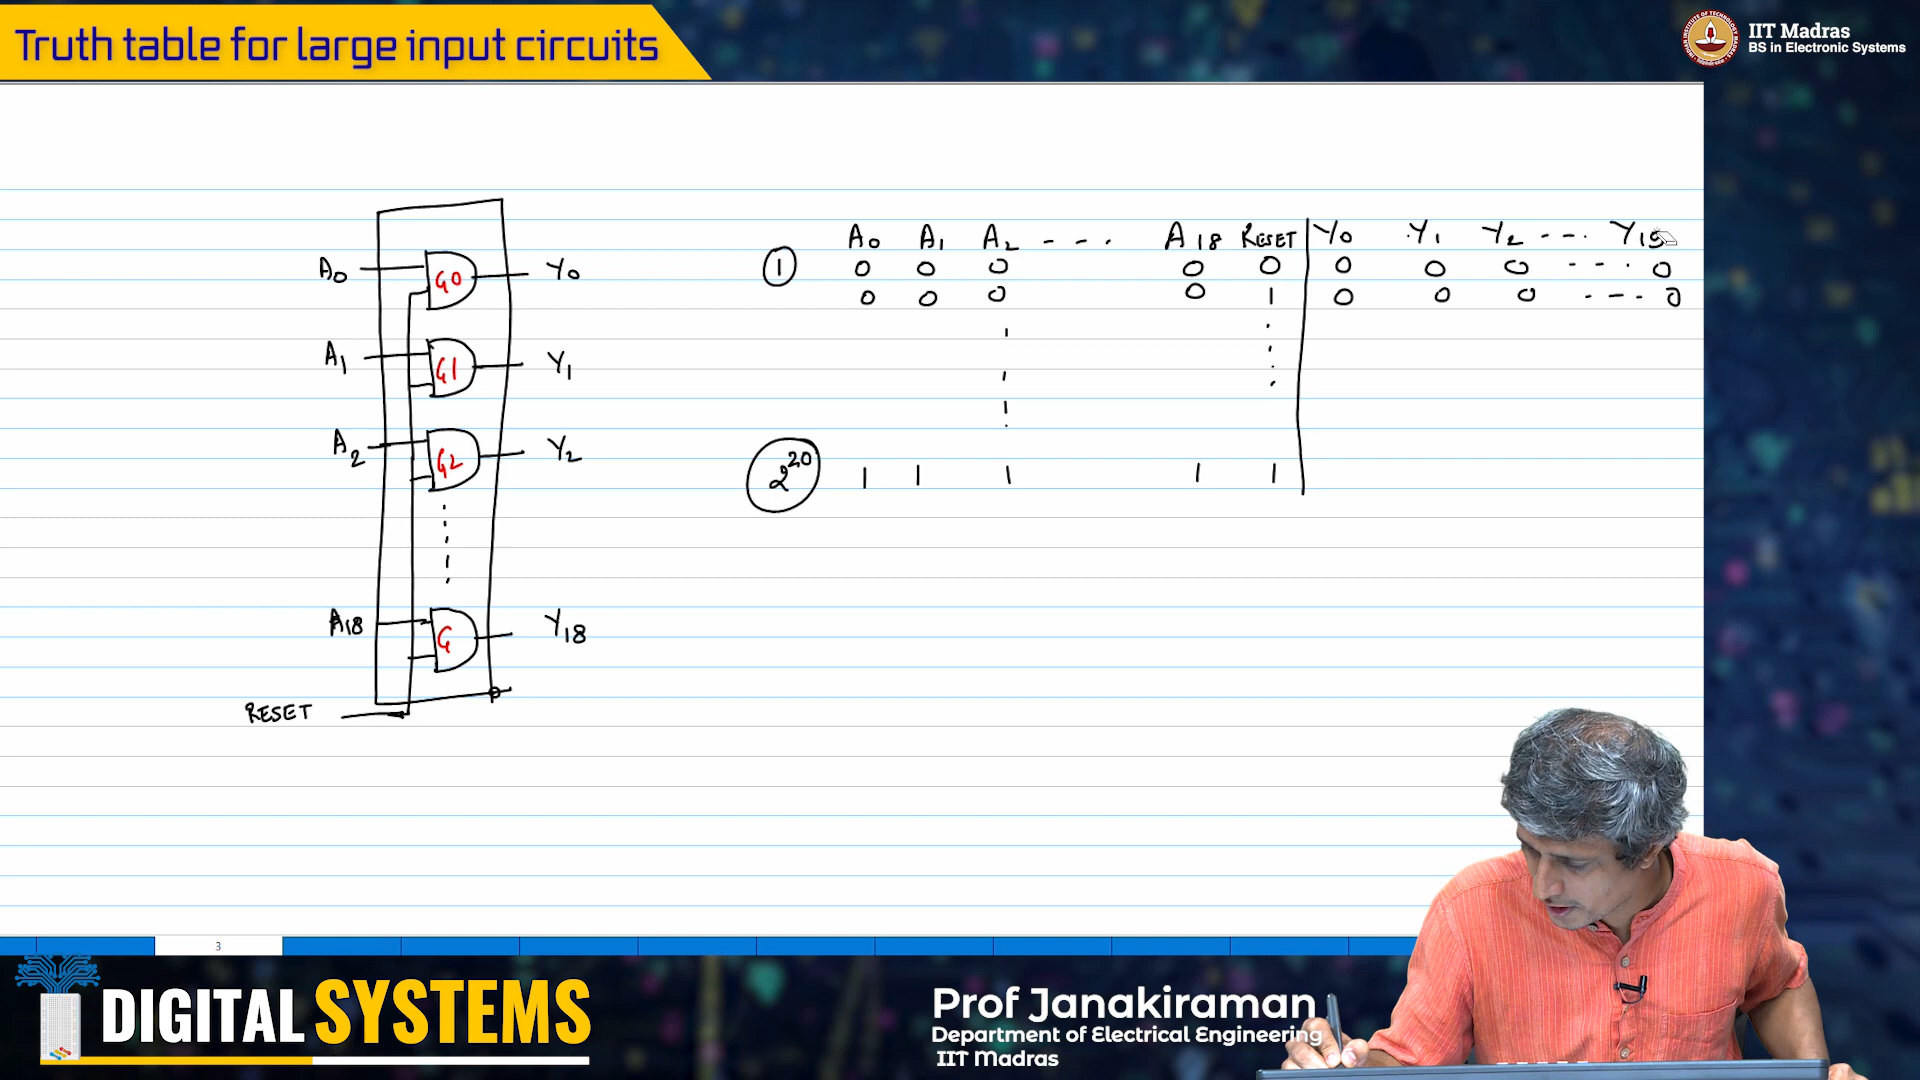 Truth table for large input circuits
IIT Madras
BS in Electronic Systems
A0 G0 Y0
A1 G1 Y1
A2 G2 Y2
A18 G Y18
RESET
A0 A1 A2 - - - A18 RESET Y0 Y1 Y2 - - - Y19
1 0 0 0 0 0 0 0 0 - - - 0
0 0 0 0 1 0 0 0 - - - 0
2^20 1 1 1 1 1
3
DIGITAL SYSTEMS
Prof Janakiraman
Department of Electrical Engineering
IIT Madras